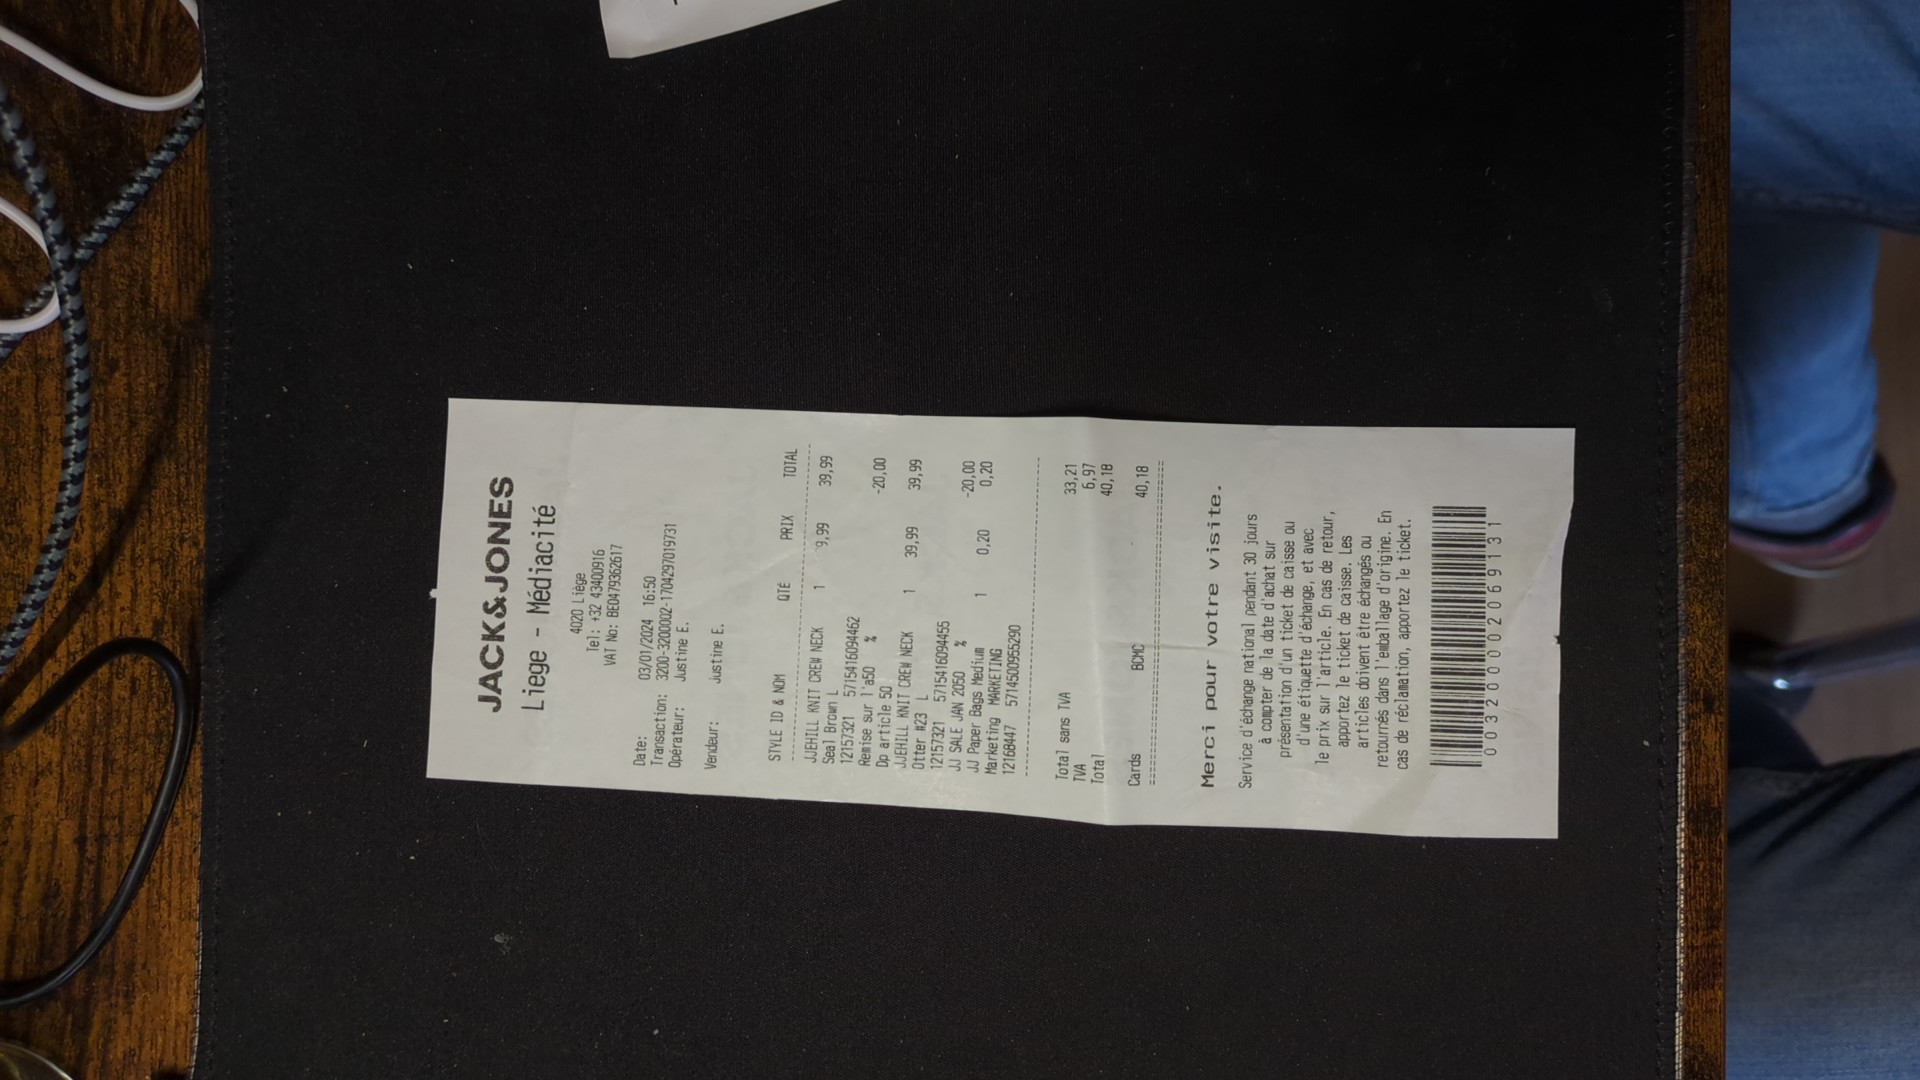 JACK&JONES
Liege - Médiacité
4020 Liège
Tel: +32 43400916
VAT No: BE0479362617
Date: 03/01/2024 16:50
Transaction: 3200-3200002-1704297019731
Opérateur: Justine E.
Vendeur: Justine E.
STYLE ID & NOM QTE PRIX TOTAL
JJEHILL KNIT CREW NECK 1 9,99 39,99
Seal Brown L
12157321 5715416094462
Remise sur l'a50 % -20,00
Dp article 50
JJEHILL KNIT CREW NECK 1 39,99 39,99
Otter #23 L
12157321 5715416094455
JJ SALE JAN 2050 % -20,00
JJ Paper Bags Medium 1 0,20 0,20
Marketing MARKETING
12168447 5714500955290
Total sans TVA 33,21
TVA 6,97
Total 40,18
Cards BCMC 40,18
Merci pour votre visite.
Service d'échange national pendant 30 jours
à compter de la date d'achat sur
présentation d'un ticket de caisse ou
d'une étiquette d'échange, et avec
le prix sur l'article. En cas de retour,
apportez le ticket de caisse. Les
articles doivent être échangés ou
retournés dans l'emballage d'origine. En
cas de réclamation, apportez le ticket.
003200002069131